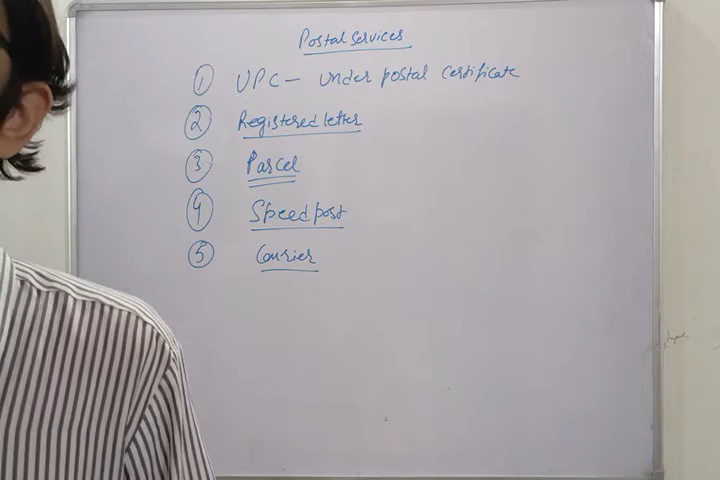 Postal services
① UPC – Under postal certificate
② Registered letter
③ Parcel
④ Speed post
⑤ Courier